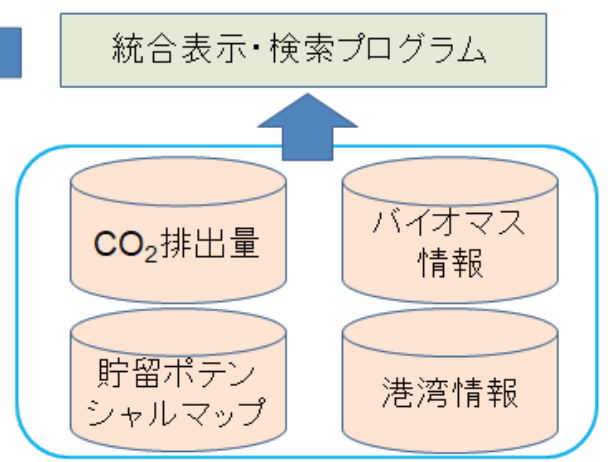 統合表示・検索プログラム
CO₂排出量
バイオマス
情報
貯留ポテン
シャルマップ
港湾情報